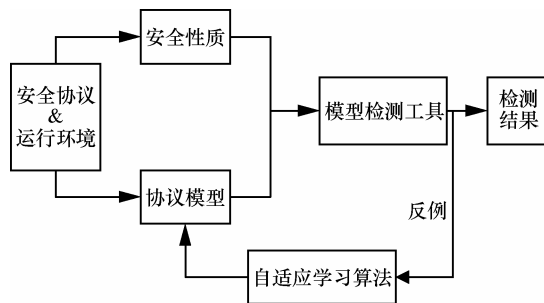 安全性质
安全协议
&
运行环境
模型检测工具
检测
结果
协议模型
反例
自适应学习算法